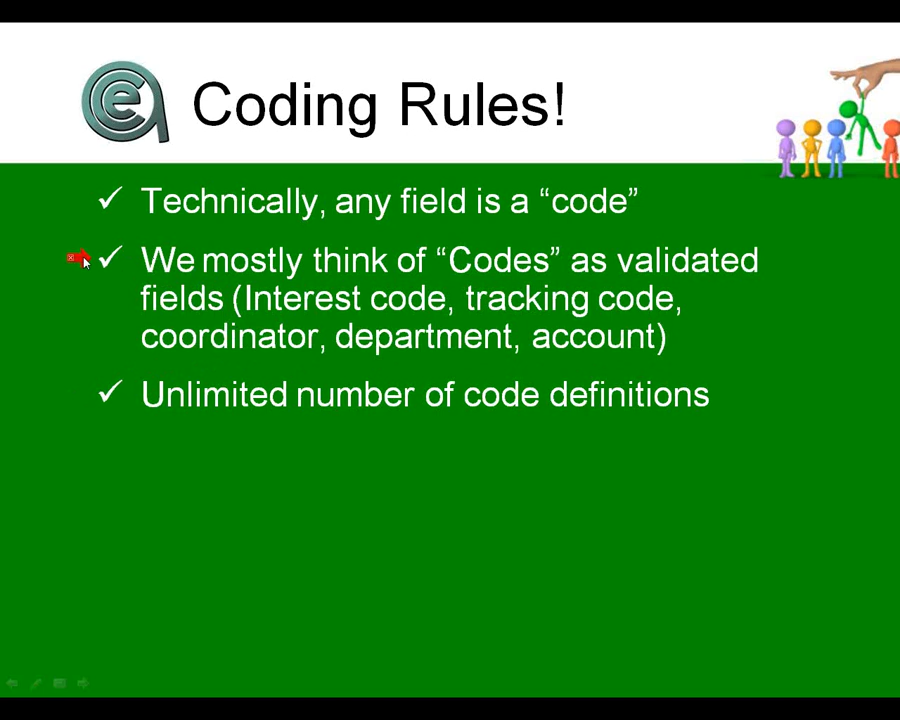 Coding Rules!
Technically, any field is a “code”
We mostly think of “Codes” as validated
fields (Interest code, tracking code,
coordinator, department, account)
Unlimited number of code definitions